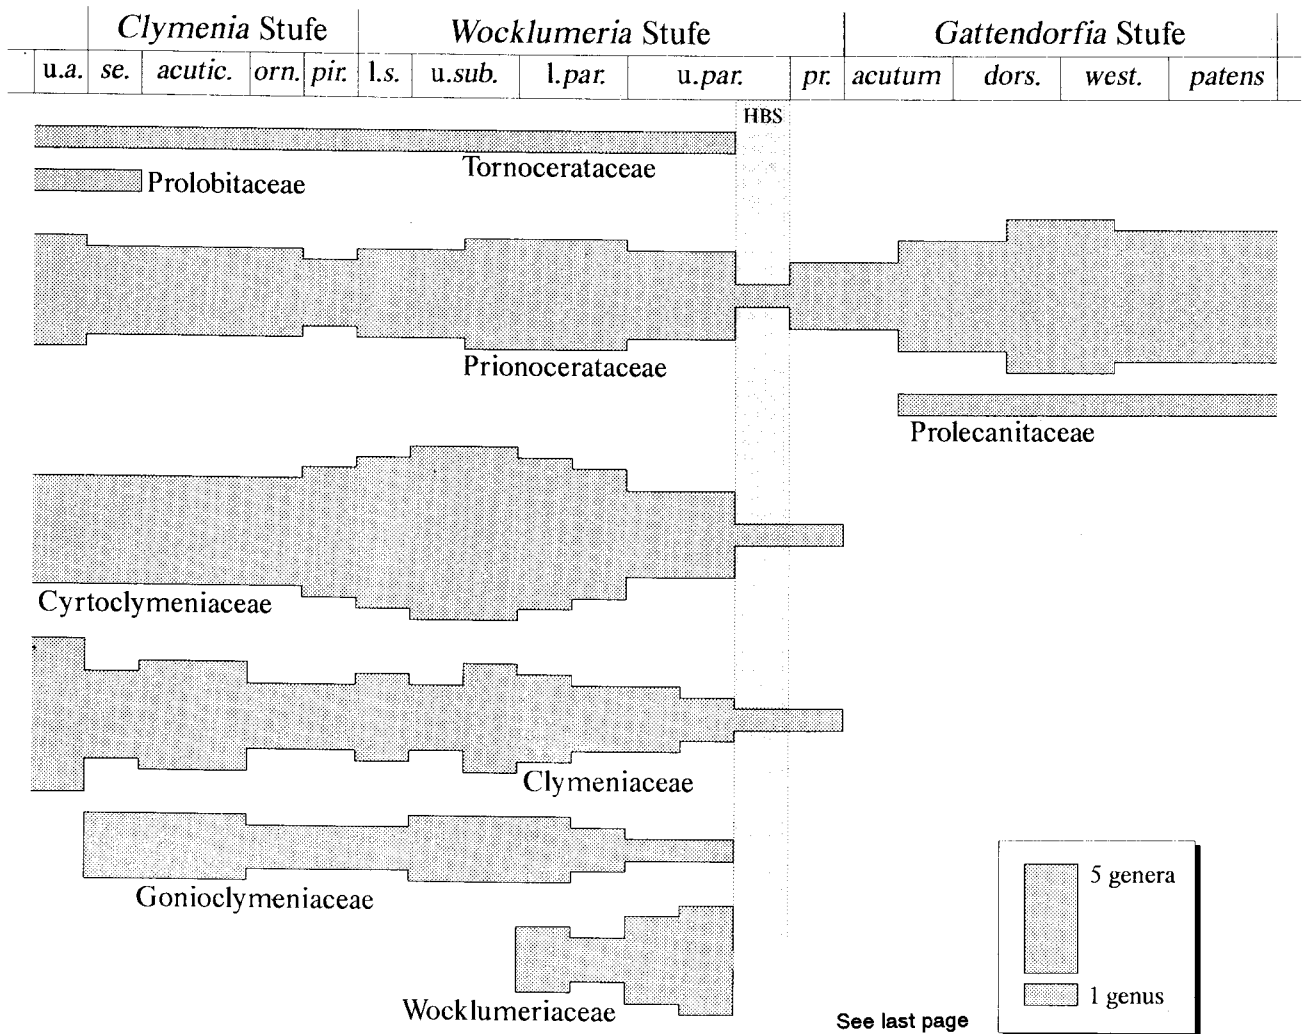 Clymenia Stufe Wocklumeria Stufe Gattendorfia Stufe
u.a. se. acutic. orn. pir. l.s. u.sub. l.par. u.par. pr. acutum dors. west. patens
HBS
Tornocerataceae
Prolobitaceae
Prionocerataceae
Prolecanitaceae
Cyrtoclymeniaceae
Clymeniaceae
Gonioclymeniaceae
Wocklumeriaceae
5 genera
1 genus
See last page